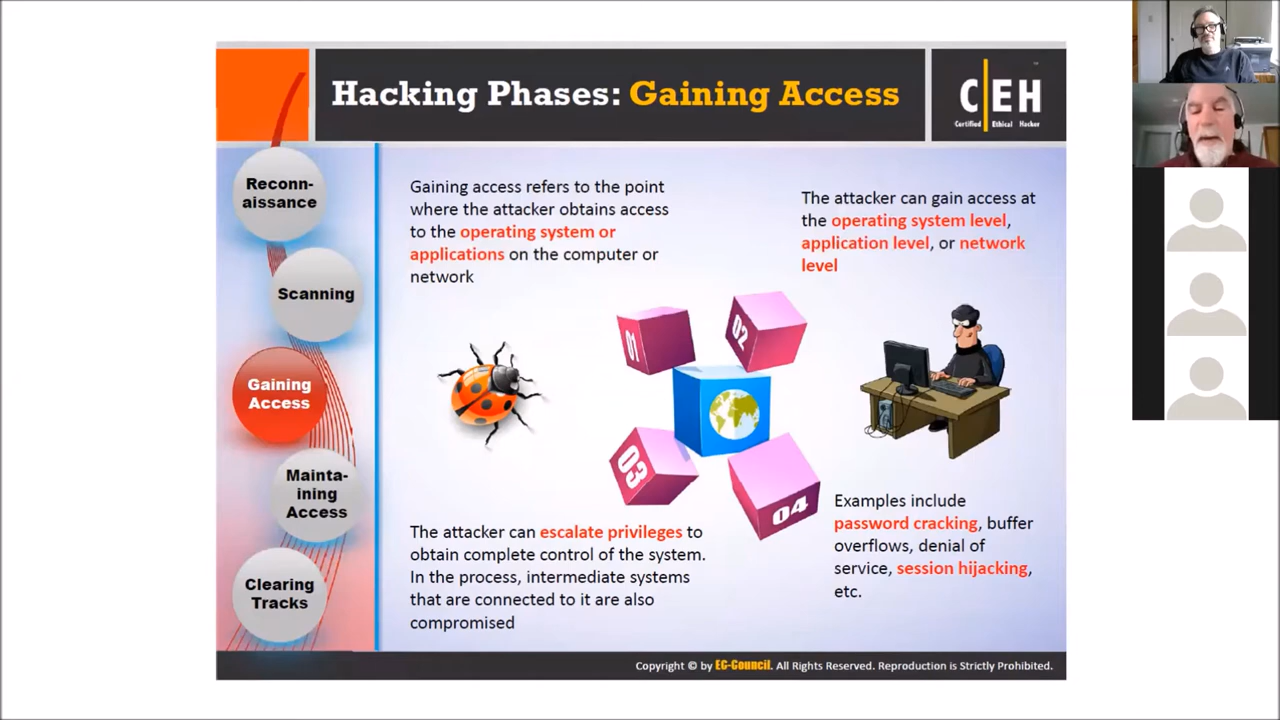 Hacking Phases: Gaining Access
C|EH
Certified Ethical Hacker
Reconn-
aissance
Scanning
Gaining
Access
Mainta-
ining
Access
Clearing
Tracks
Gaining access refers to the point
where the attacker obtains access
to the operating system or
applications on the computer or
network
The attacker can gain access at
the operating system level,
application level, or network
level
01
02
03
04
The attacker can escalate privileges to
obtain complete control of the system.
In the process, intermediate systems
that are connected to it are also
compromised
Examples include
password cracking, buffer
overflows, denial of
service, session hijacking,
etc.
Copyright © by EC-Council. All Rights Reserved. Reproduction is Strictly Prohibited.